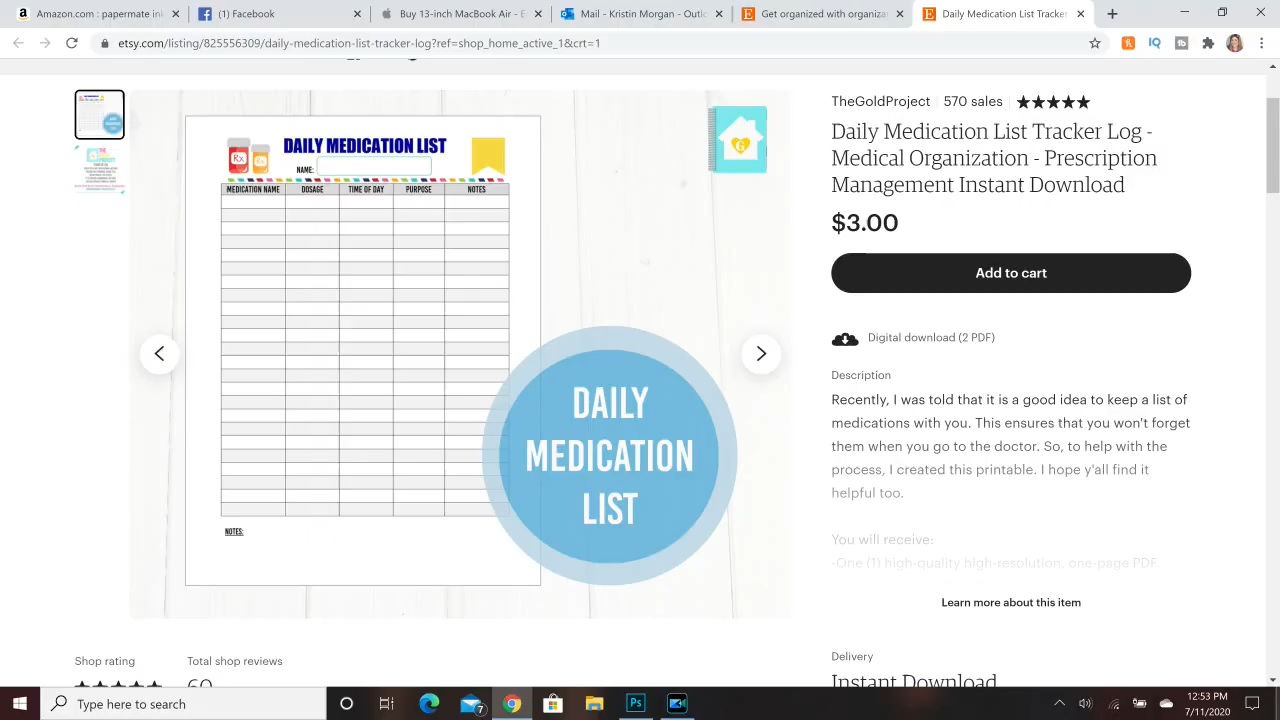 Azon.com : papermate ink
(1) Facebook
Buy 13-inch MacBook Air - E
Mail - Kristin Morgan - Outlo
Get organized with organizat
Daily Medication List Tracker
etsy.com/listing/825556309/daily-medication-list-tracker-log?ref=shop_home_active_1&crt=1
TheGoldProject 570 sales
Daily Medication List Tracker Log -
Medical Organization - Prescription
Management Instant Download
$3.00
Add to cart
Digital download (2 PDF)
Description
Recently, I was told that it is a good idea to keep a list of
medications with you. This ensures that you won't forget
them when you go to the doctor. So, to help with the
process, I created this printable. I hope y'all find it
helpful too.
You will receive:
-One (1) high-quality high-resolution, one-page PDF.
Learn more about this item
Delivery
Instant Download
DAILY MEDICATION LIST
Rx
NAME:
MEDICATION NAME DOSAGE TIME OF DAY PURPOSE NOTES
NOTES:
G
DAILY
MEDICATION
LIST
Shop rating
Total shop reviews
60
Type here to search
Ps
7
12:53 PM
7/11/2020